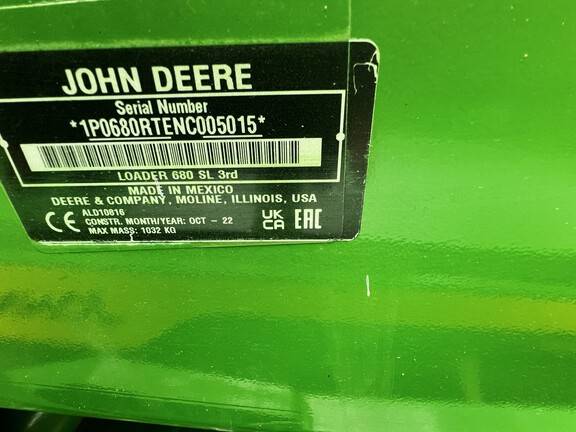 JOHN DEERE
Serial Number
*1P0680RTENC005015*
LOADER 680 SL 3rd
MADE IN MEXICO
DEERE & COMPANY, MOLINE, ILLINOIS, USA
CE ALD10816
CONSTR. MONTH/YEAR: OCT - 22
MAX MASS: 1032 KG
UK
CA
EAC